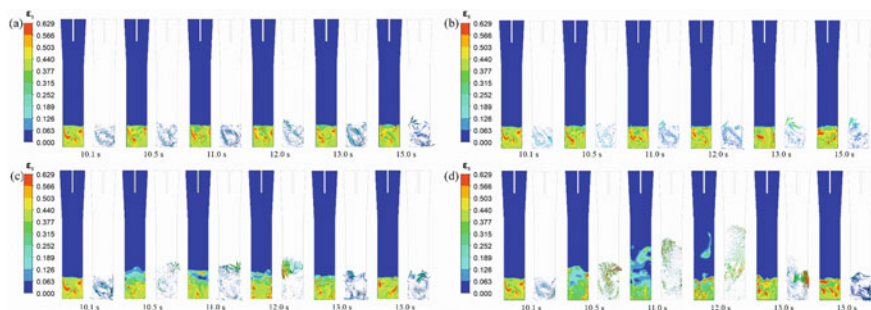 (a)
εs
0.629
0.566
0.503
0.440
0.377
0.315
0.252
0.189
0.126
0.063
0.000
10.1 s
10.5 s
11.0 s
12.0 s
13.0 s
15.0 s
(b)
εs
0.629
0.566
0.503
0.440
0.377
0.315
0.252
0.189
0.126
0.063
0.000
10.1 s
10.5 s
11.0 s
12.0 s
13.0 s
15.0 s
(c)
εs
0.629
0.566
0.503
0.440
0.377
0.315
0.252
0.189
0.126
0.063
0.000
10.1 s
10.5 s
11.0 s
12.0 s
13.0 s
15.0 s
(d)
εs
0.629
0.566
0.503
0.440
0.377
0.315
0.252
0.189
0.126
0.063
0.000
10.1 s
10.5 s
11.0 s
12.0 s
13.0 s
15.0 s